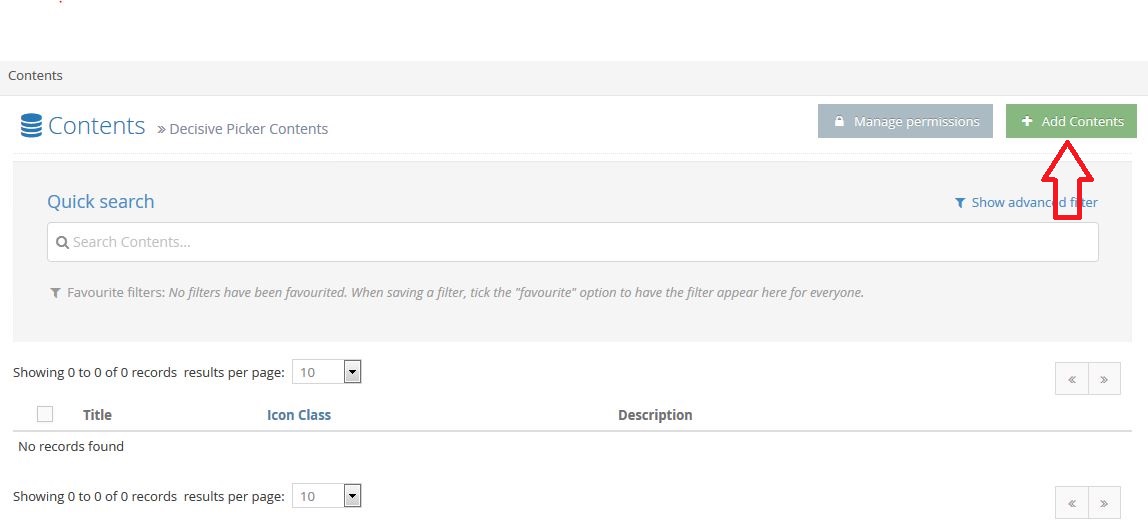 Contents
Contents » Decisive Picker Contents
Manage permissions
Add Contents
Quick search
Show advanced filter
Search Contents...
Favourite filters: No filters have been favourited. When saving a filter, tick the "favourite" option to have the filter appear here for everyone.
Showing 0 to 0 of 0 records results per page: 10
« »
Title Icon Class Description
No records found
Showing 0 to 0 of 0 records results per page: 10
« »